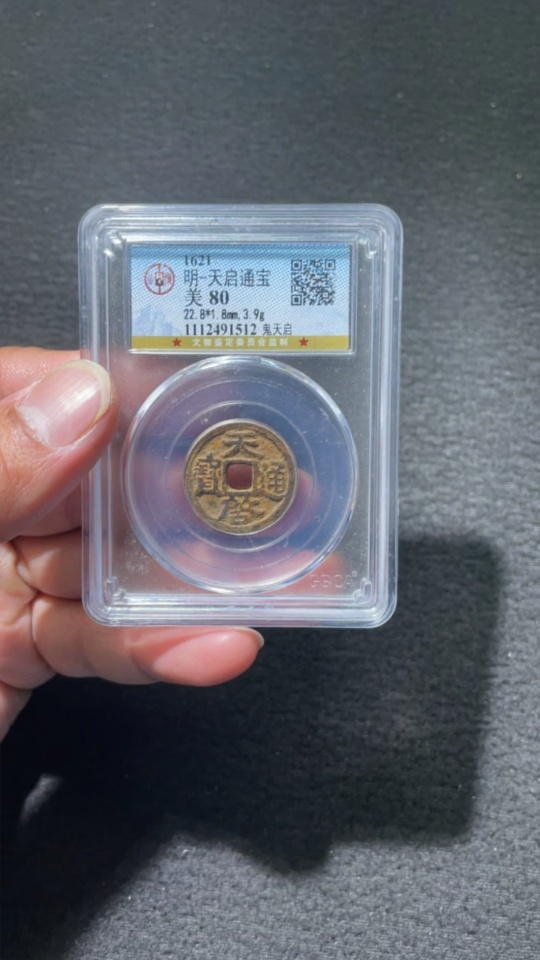 1621
明-天启通宝
美 80
22.8*1.8mm,3.9g
1112491512 鬼天启
★ 文物鉴定委员会监制 ★
天
寶 通
啓
GBCA